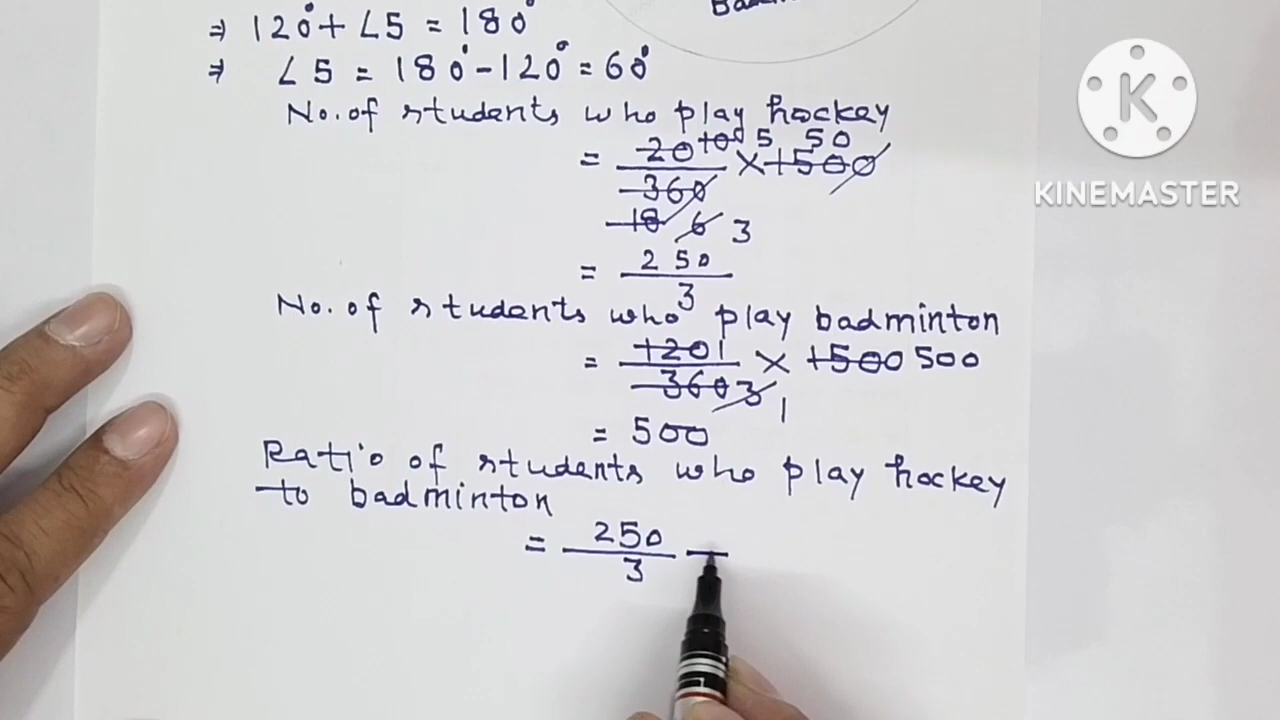 Badmin
⇒ 120° + ∠5 = 180°
⇒ ∠5 = 180° - 120° = 60°
No. of students who play hockey
= 20/360 × 1500
10 5 50
18 6 3
= 250/3
No. of students who play badminton
= 120 1/360 3 × 1500 500
1
= 500
Ratio of students who play hockey
to badminton
= 250/3
K
KINEMASTER